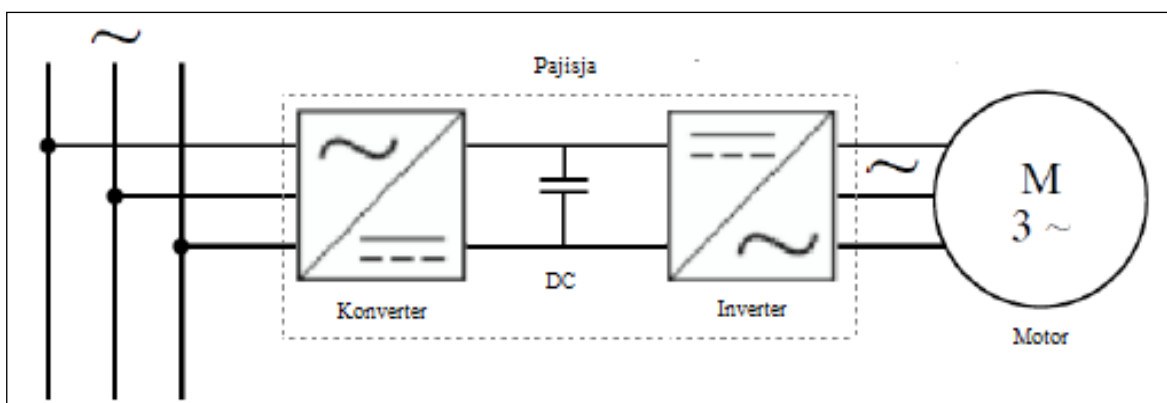 Pajisja
M
3 ~
DC
Konverter
Inverter
Motor